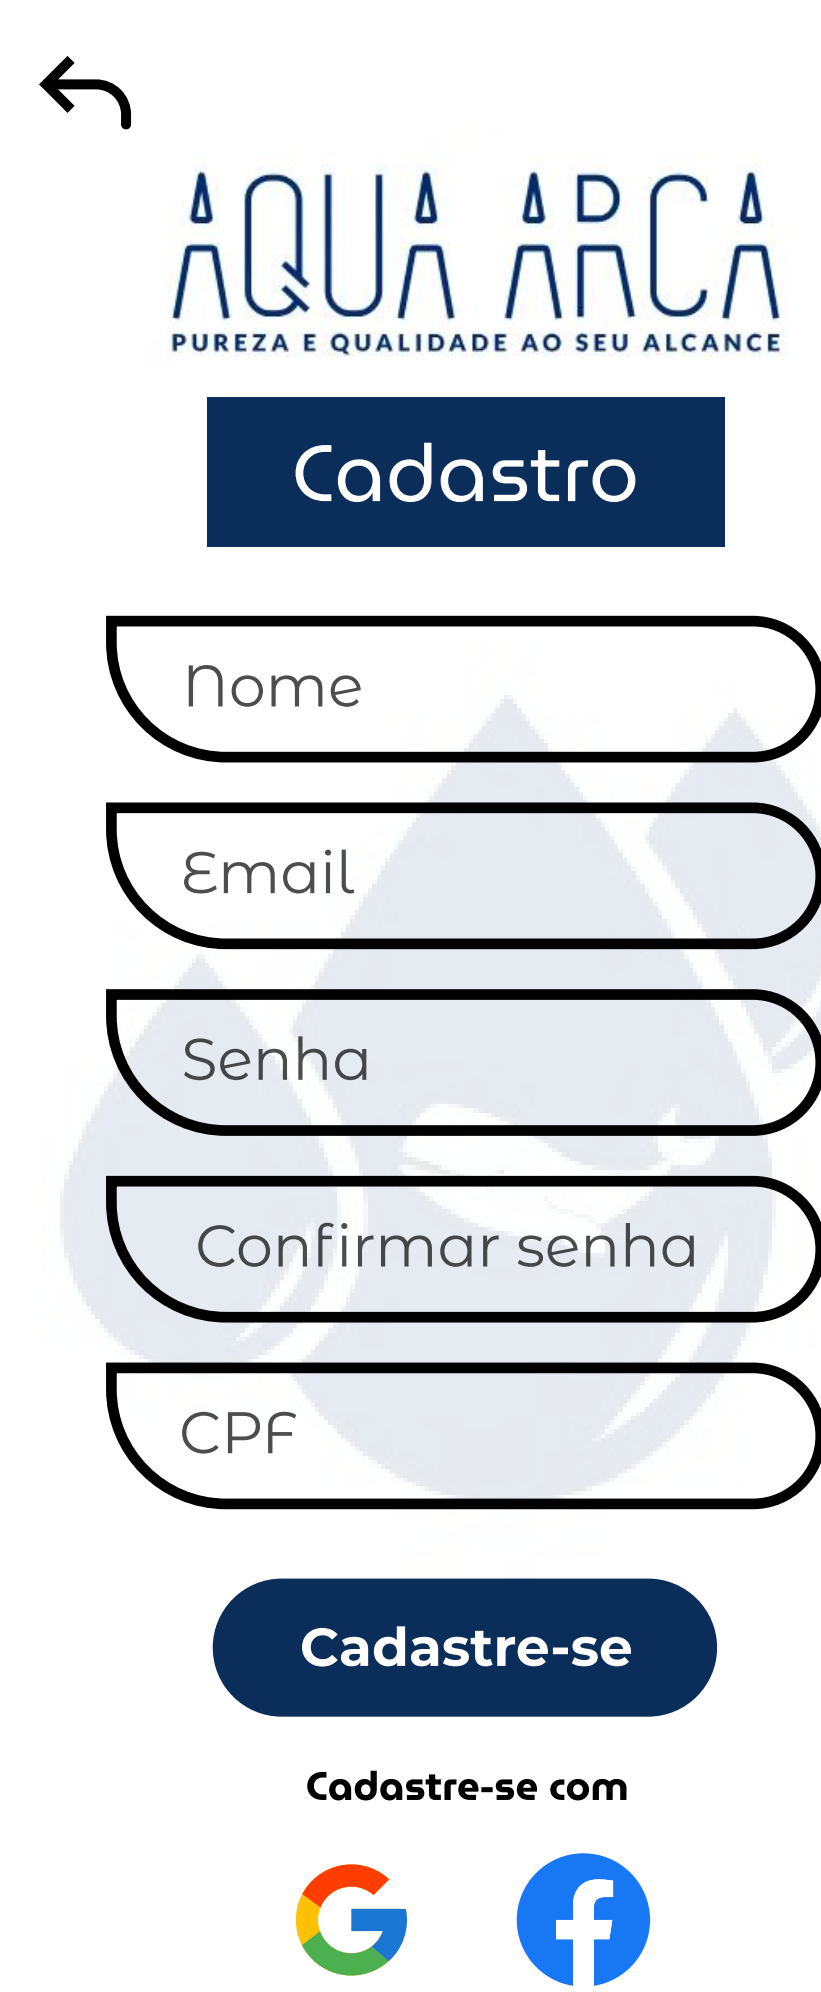 AQUA ARCA
PUREZA E QUALIDADE AO SEU ALCANCE
Cadastro
Nome
Email
Senha
Confirmar senha
CPF
Cadastre-se
Cadastre-se com